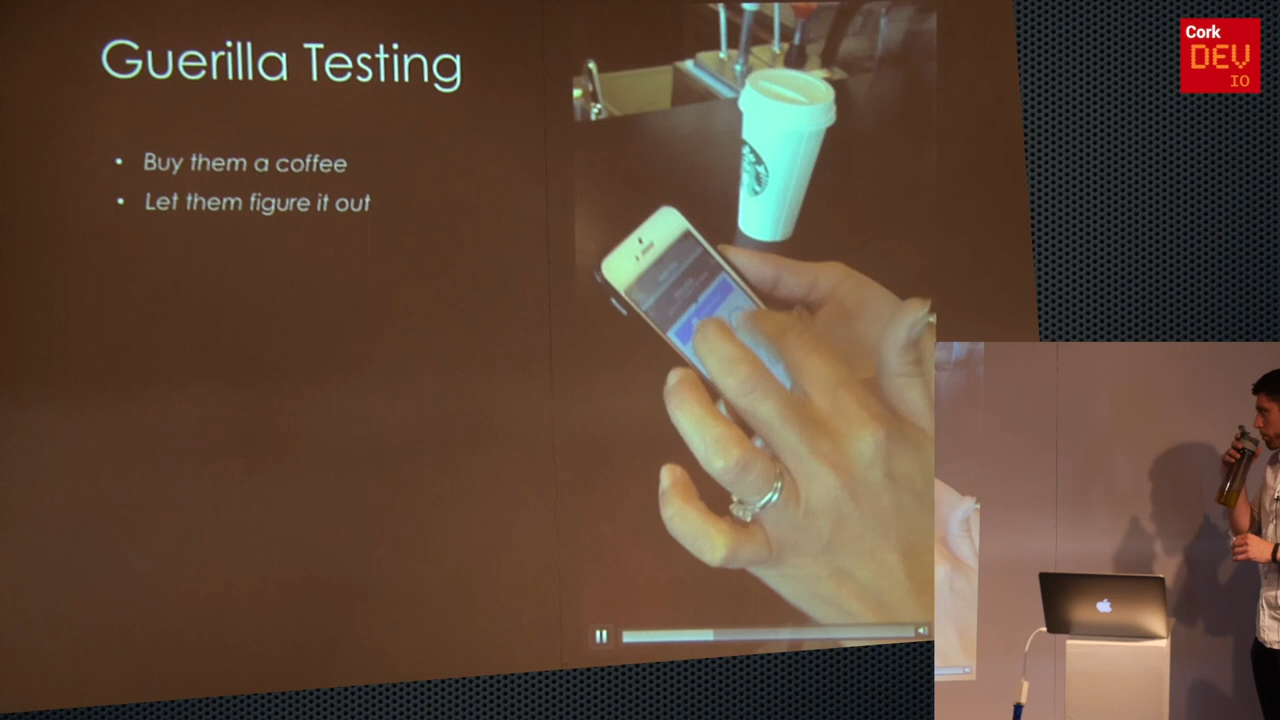 Guerilla Testing
• Buy them a coffee
• Let them figure it out
Cork
DEV
IO